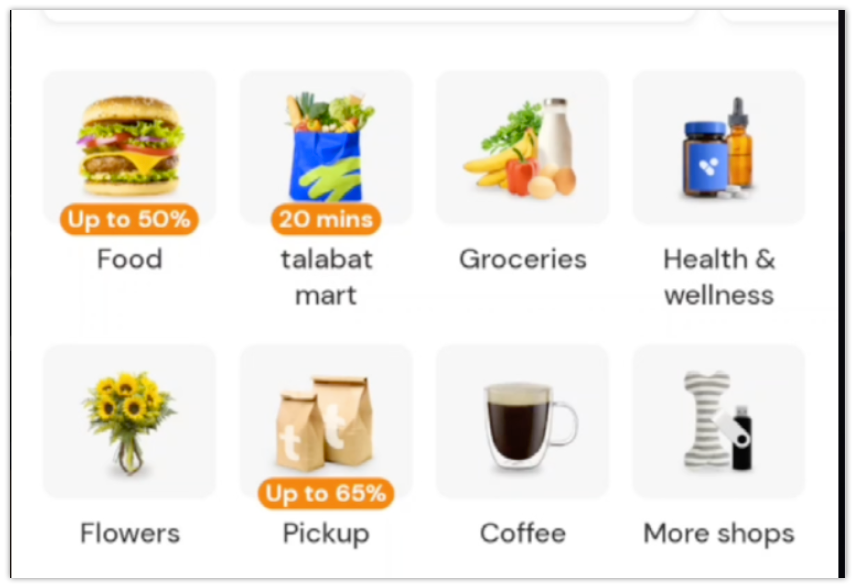 Up to 50%
Food
20 mins
talabat
mart
Groceries
Health &
wellness
Flowers
t
t
Up to 65%
Pickup
Coffee
More shops